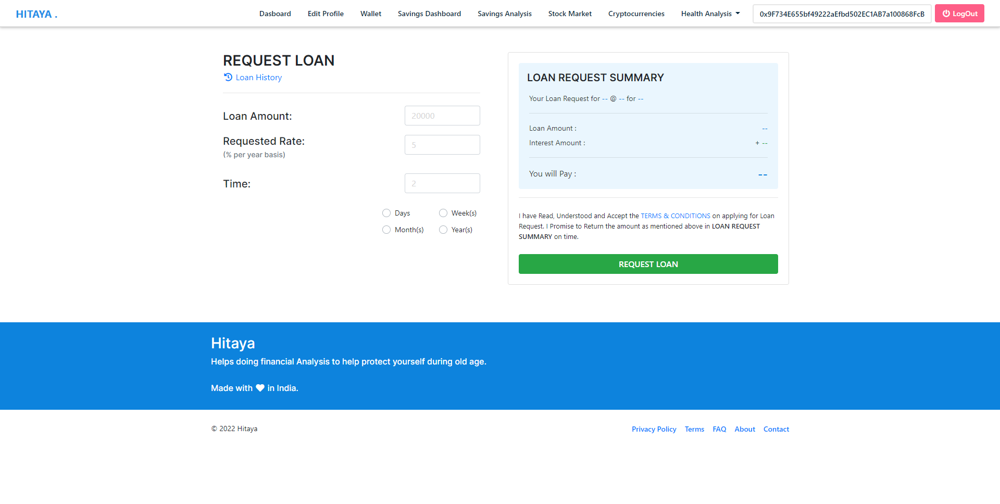 HITAYA .
Dasboard Edit Profile Wallet Savings Dashboard Savings Analysis Stock Market Cryptocurrencies Health Analysis 0x9F734E655bf49222aEfbd502EC1AB7a100868FcB LogOut
REQUEST LOAN
Loan History
Loan Amount: 20000
Requested Rate: 5
(% per year basis)
Time: 2
Days Week(s)
Month(s) Year(s)
LOAN REQUEST SUMMARY
Your Loan Request for -- @ -- for --
Loan Amount : --
Interest Amount : + --
You will Pay : --
I have Read, Understood and Accept the TERMS & CONDITIONS on applying for Loan
Request. I Promise to Return the amount as mentioned above in LOAN REQUEST
SUMMARY on time.
REQUEST LOAN
Hitaya
Helps doing financial Analysis to help protect yourself during old age.
Made with in India.
© 2022 Hitaya
Privacy Policy Terms FAQ About Contact